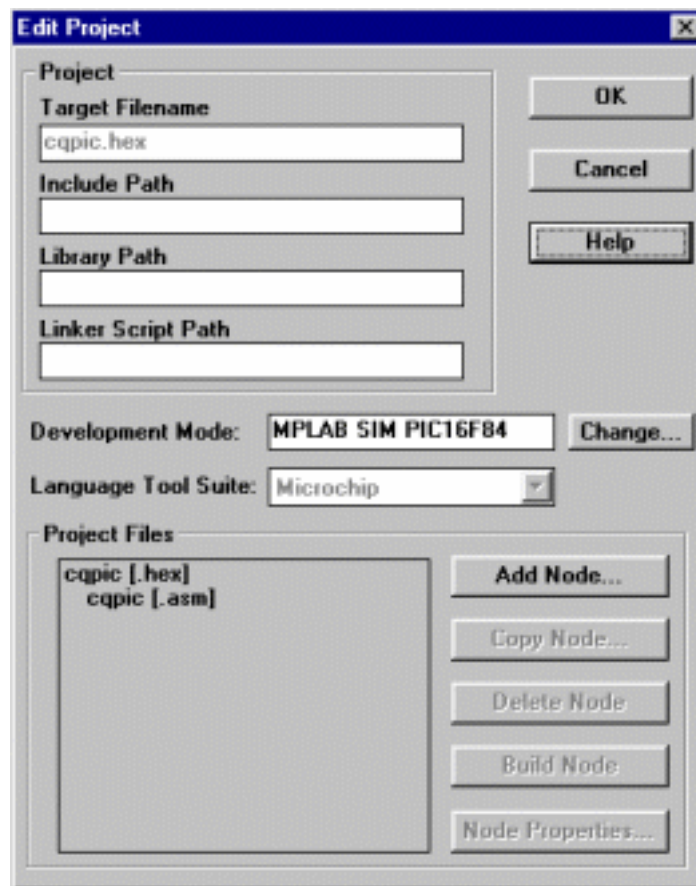 Edit Project
Project
Target Filename
cqpic.hex
Include Path
Library Path
Linker Script Path
OK
Cancel
Help
Development Mode: MPLAB SIM PIC16F84 Change...
Language Tool Suite: Microchip
Project Files
cqpic [.hex]
cqpic [.asm]
Add Node...
Copy Node...
Delete Node
Build Node
Node Properties...